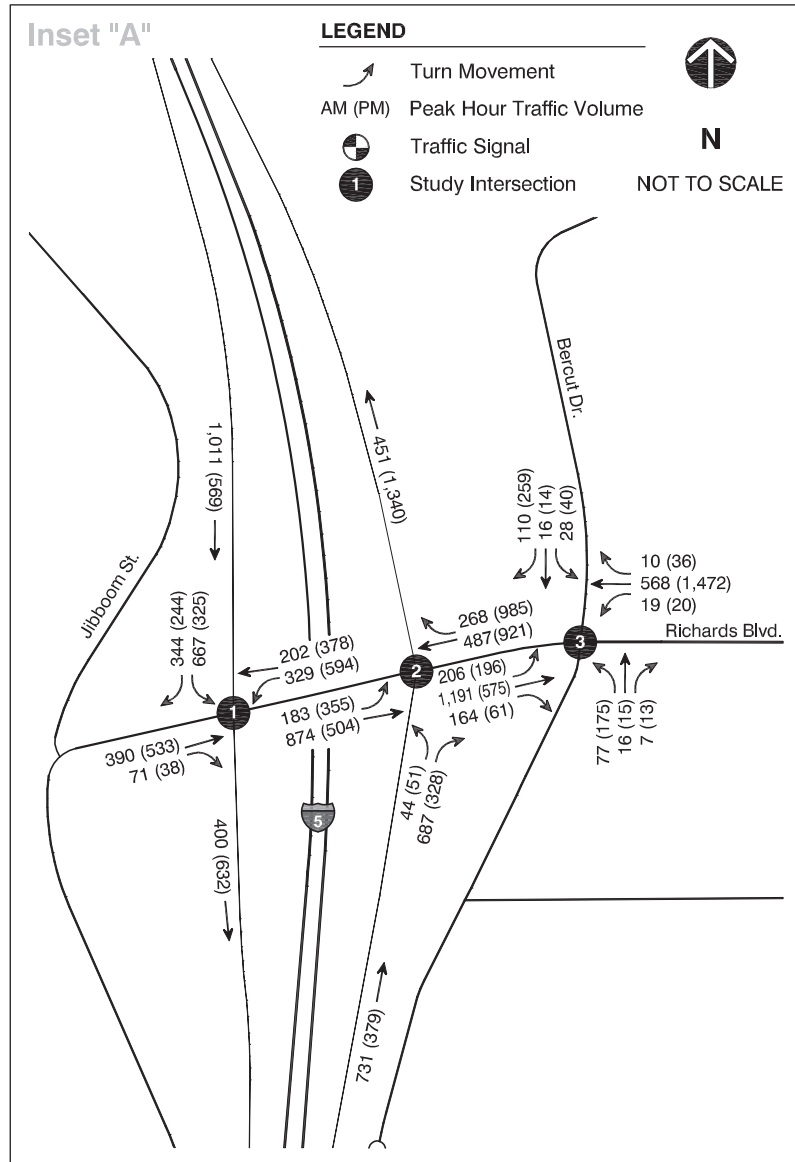 Inset "A"
LEGEND
Turn Movement
AM (PM) Peak Hour Traffic Volume
Traffic Signal
1 Study Intersection
N
NOT TO SCALE
Bercut Dr.
1,011 (569)
451 (1,340)
110 (259)
16 (14)
28 (40)
10 (36)
568 (1,472)
19 (20)
Richards Blvd.
Jibboom St.
344 (244)
667 (325)
202 (378)
329 (594)
268 (985)
487(921)
1
2
3
183 (355)
874 (504)
206 (196)
1,191 (575)
164 (61)
390 (533)
71 (38)
77 (175)
16 (15)
7 (13)
44 (51)
687 (328)
5
400 (632)
731 (379)